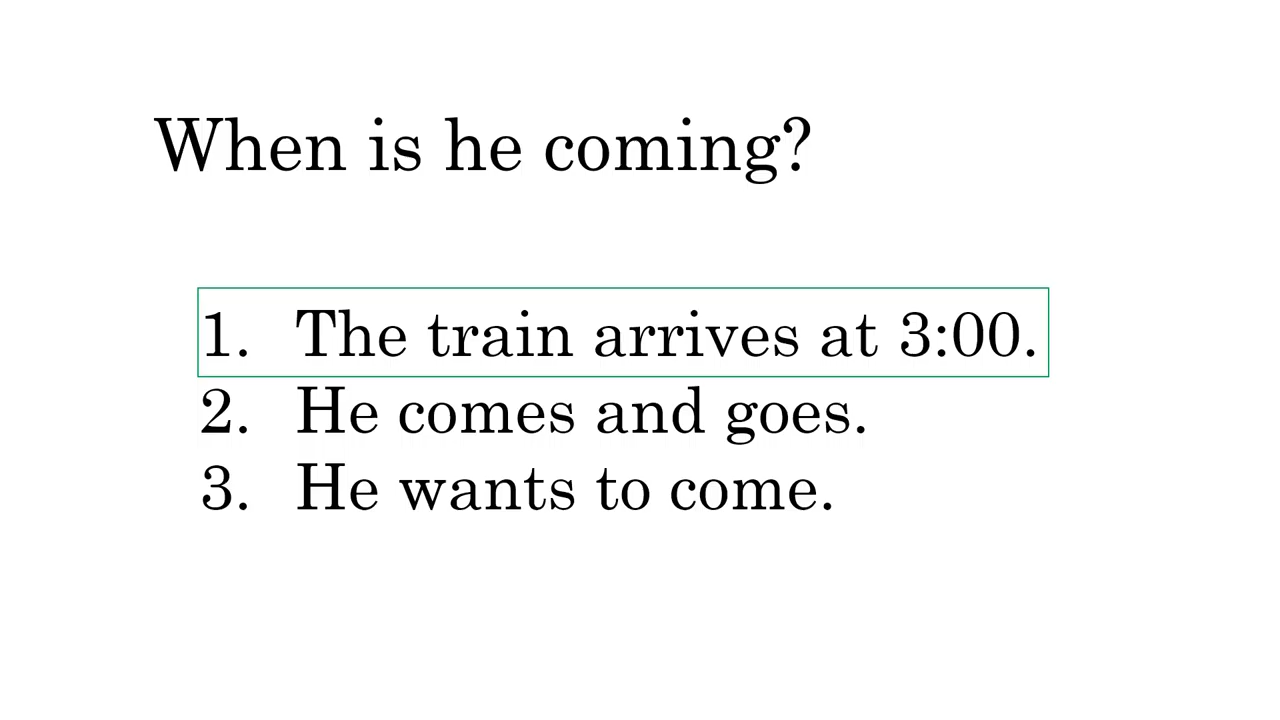 When is he coming?
1. The train arrives at 3:00.
2. He comes and goes.
3. He wants to come.